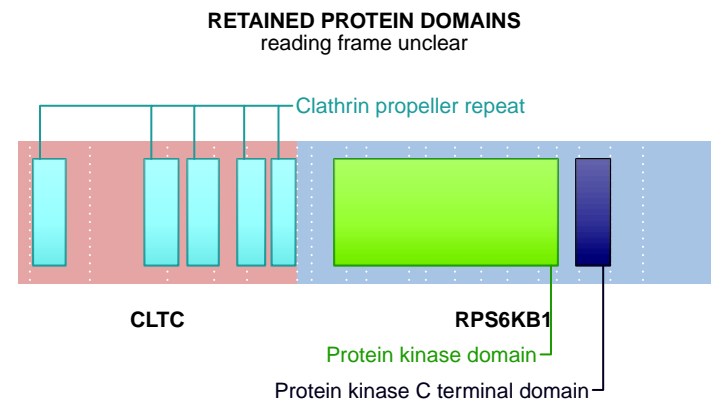 RETAINED PROTEIN DOMAINS
reading frame unclear
Clathrin propeller repeat
CLTC
RPS6KB1
Protein kinase domain
Protein kinase C terminal domain